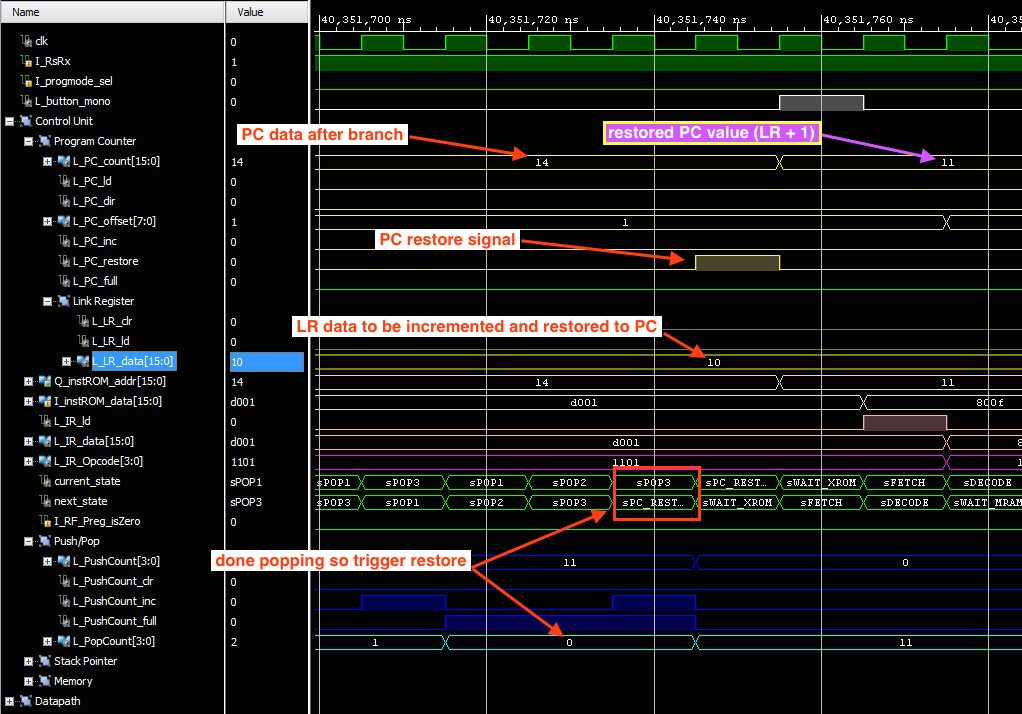 Name Value
40,351,700 ns 40,351,720 ns 40,351,740 ns 40,351,760 ns 40,35
clk 0
I_RsRx 1
I_progmode_sel 0
L_button_mono 0
Control Unit
PC data after branch restored PC value (LR + 1)
Program Counter
L_PC_count[15:0] 14 14 11
L_PC_ld 0
L_PC_dir 0
L_PC_offset[7:0] 1 1
L_PC_inc 0
PC restore signal
L_PC_restore 0
L_PC_full 0
Link Register
L_LR_clr 0
LR data to be incremented and restored to PC
L_LR_ld 0
L_LR_data[15:0] 10 10
Q_instROM_addr[15:0] 14 14 11
I_instROM_data[15:0] d001 d001 800f
L_IR_ld 0
L_IR_data[15:0] d001 d001 8
L_IR_Opcode[3:0] 1101 1101 1
current_state sPOP1 sPOP1 sPOP3 sPOP1 sPOP2 sPOP3 sPC_REST... sWAIT_XROM sFETCH sDECODE
next_state sPOP3 sPOP3 sPOP1 sPOP2 sPOP3 sPC_REST... sWAIT_XROM sFETCH sDECODE sWAIT_MRAM
I_RF_Preg_isZero 0
Push/Pop
done popping so trigger restore
L_PushCount[3:0] 11 0
L_PushCount_clr 0
L_PushCount_inc 0
L_PushCount_full 0
L_PopCount[3:0] 2 1 0 11
Stack Pointer
Memory
Datapath